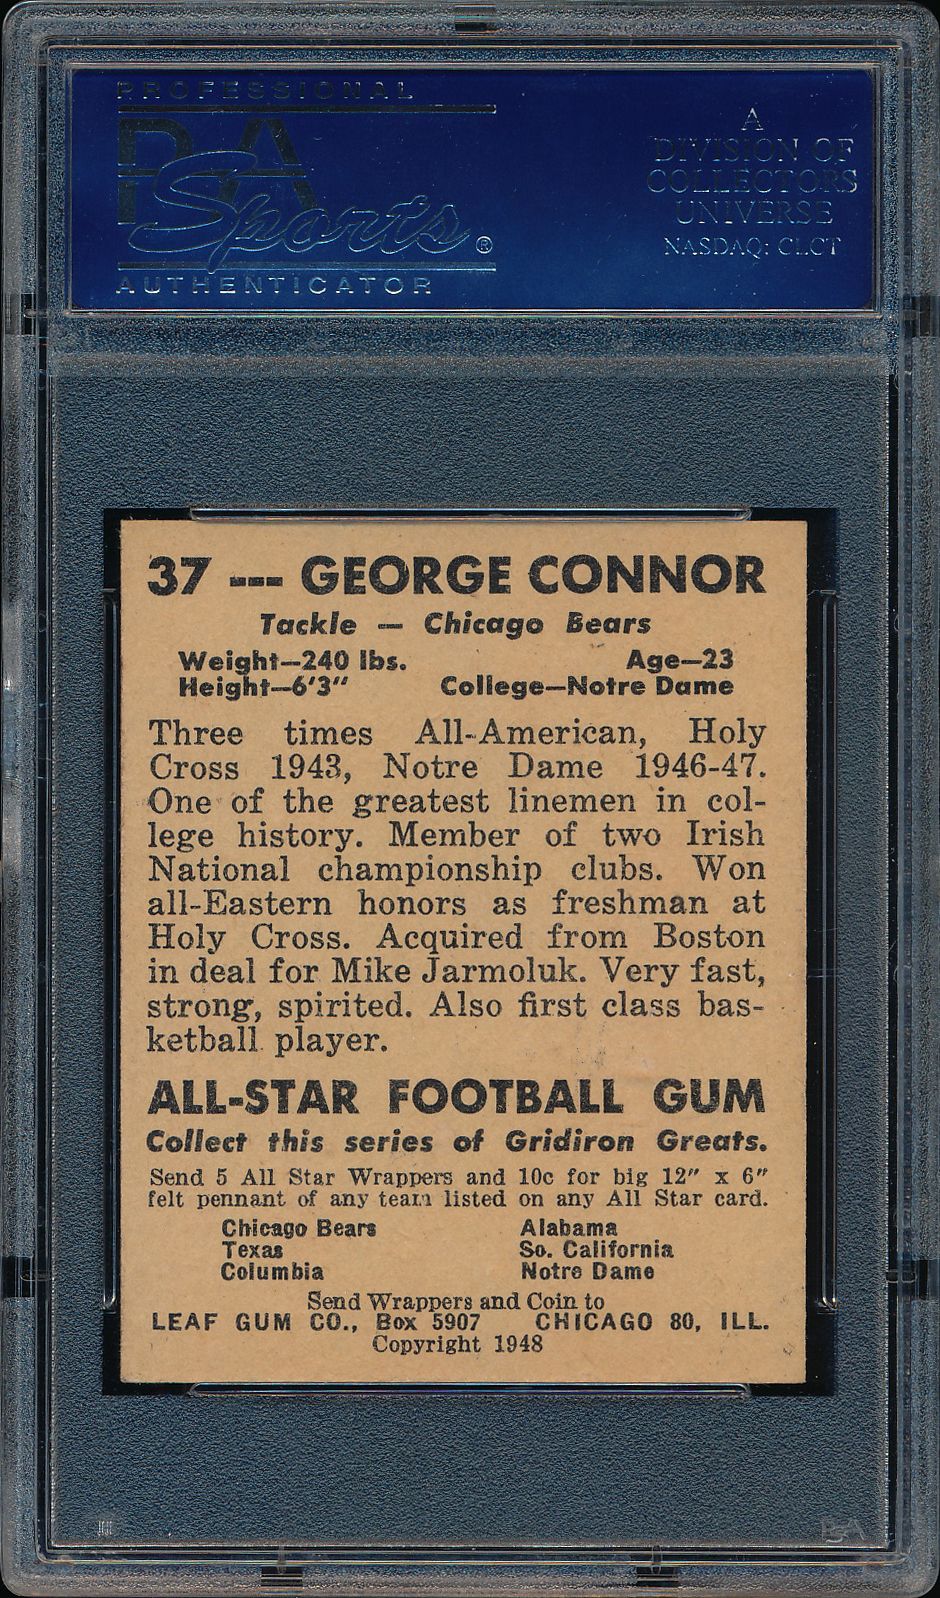 PROFESSIONAL
PSA
Sports®
AUTHENTICATOR
A
DIVISION OF
COLLECTORS
UNIVERSE
NASDAQ: CLCT
37 --- GEORGE CONNOR
Tackle — Chicago Bears
Weight—240 lbs. Age—23
Height—6'3" College—Notre Dame
Three times All-American, Holy
Cross 1943, Notre Dame 1946-47.
One of the greatest linemen in col-
lege history. Member of two Irish
National championship clubs. Won
all-Eastern honors as freshman at
Holy Cross. Acquired from Boston
in deal for Mike Jarmoluk. Very fast,
strong, spirited. Also first class bas-
ketball player.
ALL-STAR FOOTBALL GUM
Collect this series of Gridiron Greats.
Send 5 All Star Wrappers and 10c for big 12" x 6"
felt pennant of any team listed on any All Star card.
Chicago Bears Alabama
Texas So. California
Columbia Notre Dame
Send Wrappers and Coin to
LEAF GUM CO., Box 5907 CHICAGO 80, ILL.
Copyright 1948
PSA